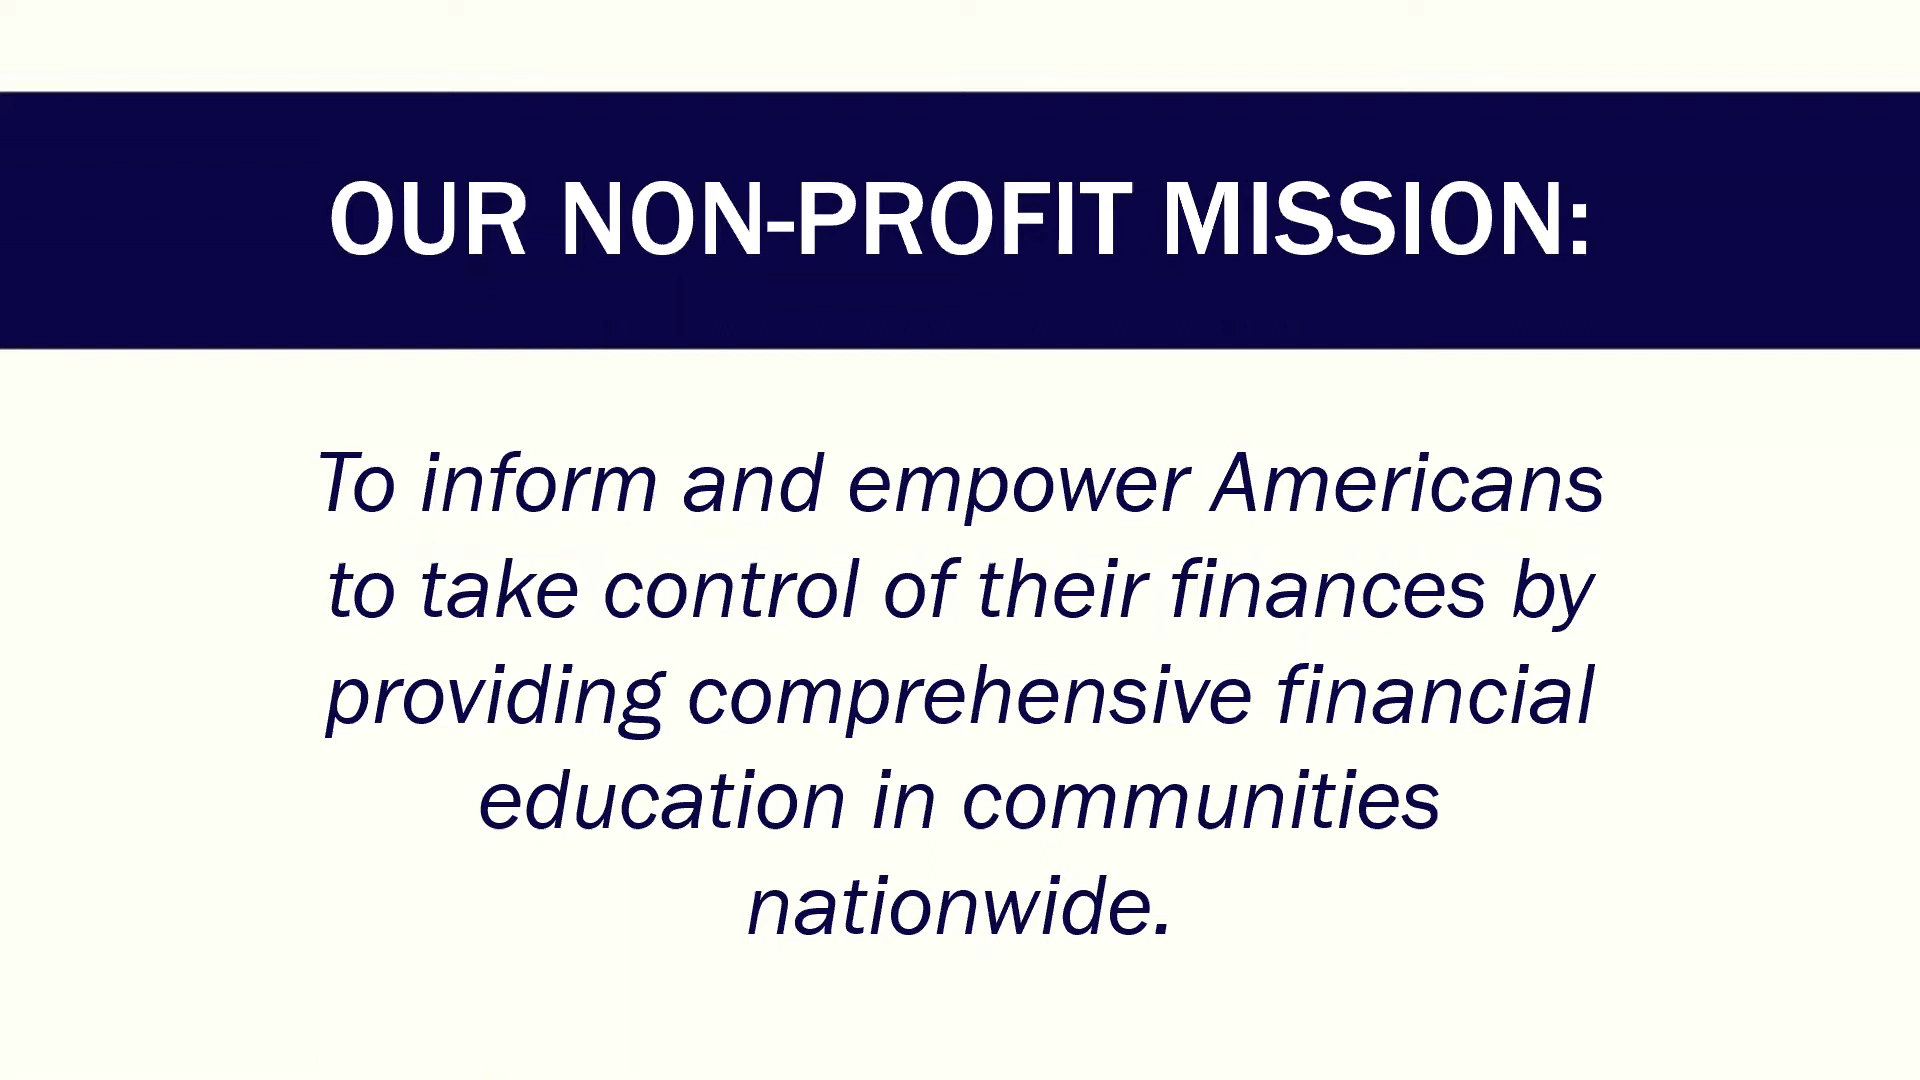 OUR NON-PROFIT MISSION:
To inform and empower Americans
to take control of their finances by
providing comprehensive financial
education in communities
nationwide.